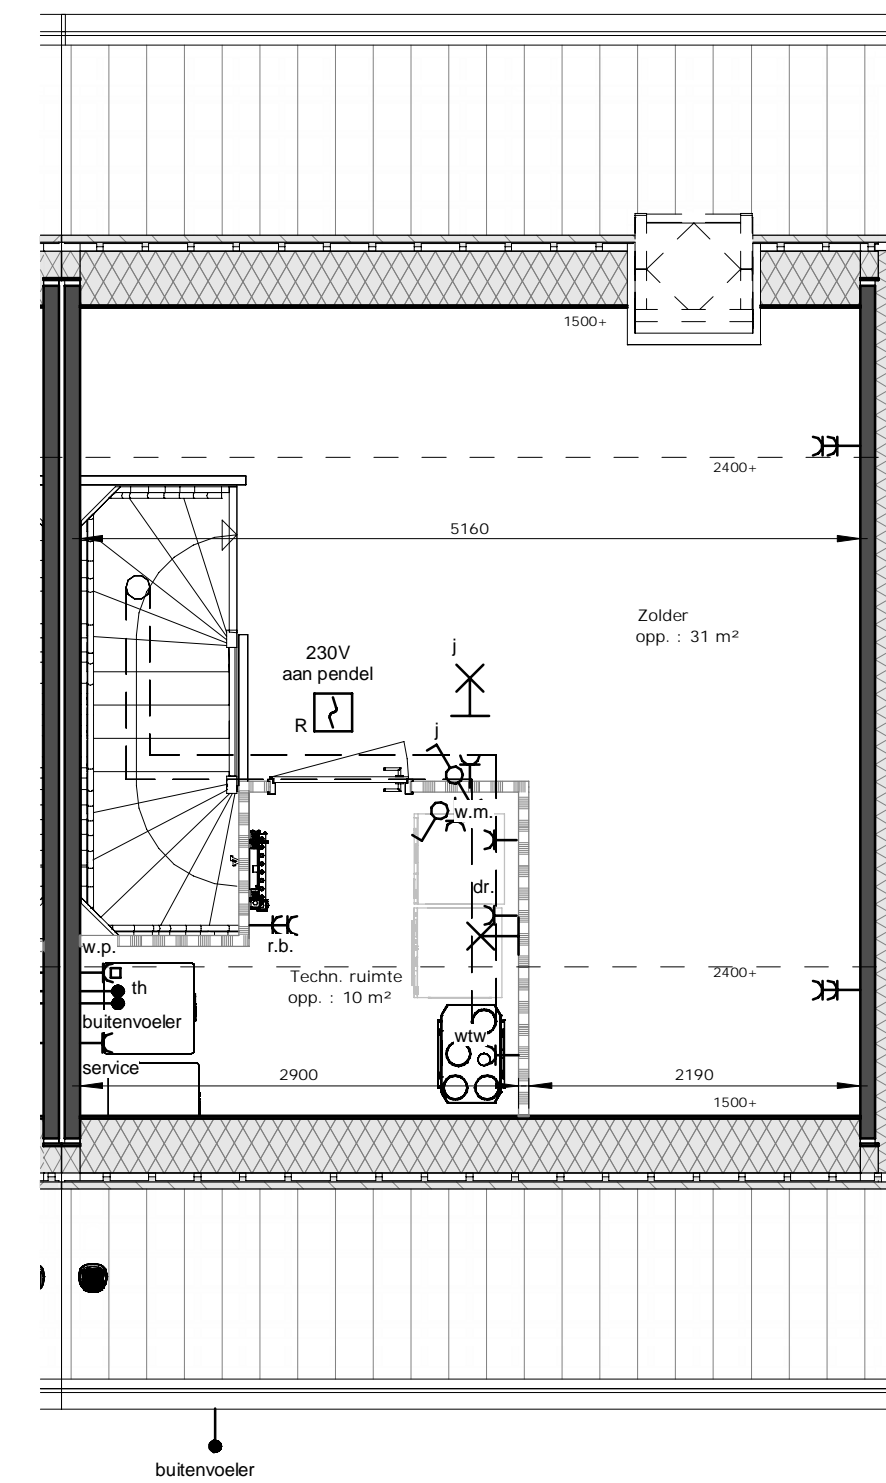 1500+
2400+
5160
Zolder
opp. : 31 m²
230V
aan pendel
R
j
j
w.m.
dr.
r.b.
w.p.
th
buitenvoeler
service
Techn. ruimte
opp. : 10 m²
2400+
wtw
2900
2190
1500+
buitenvoeler